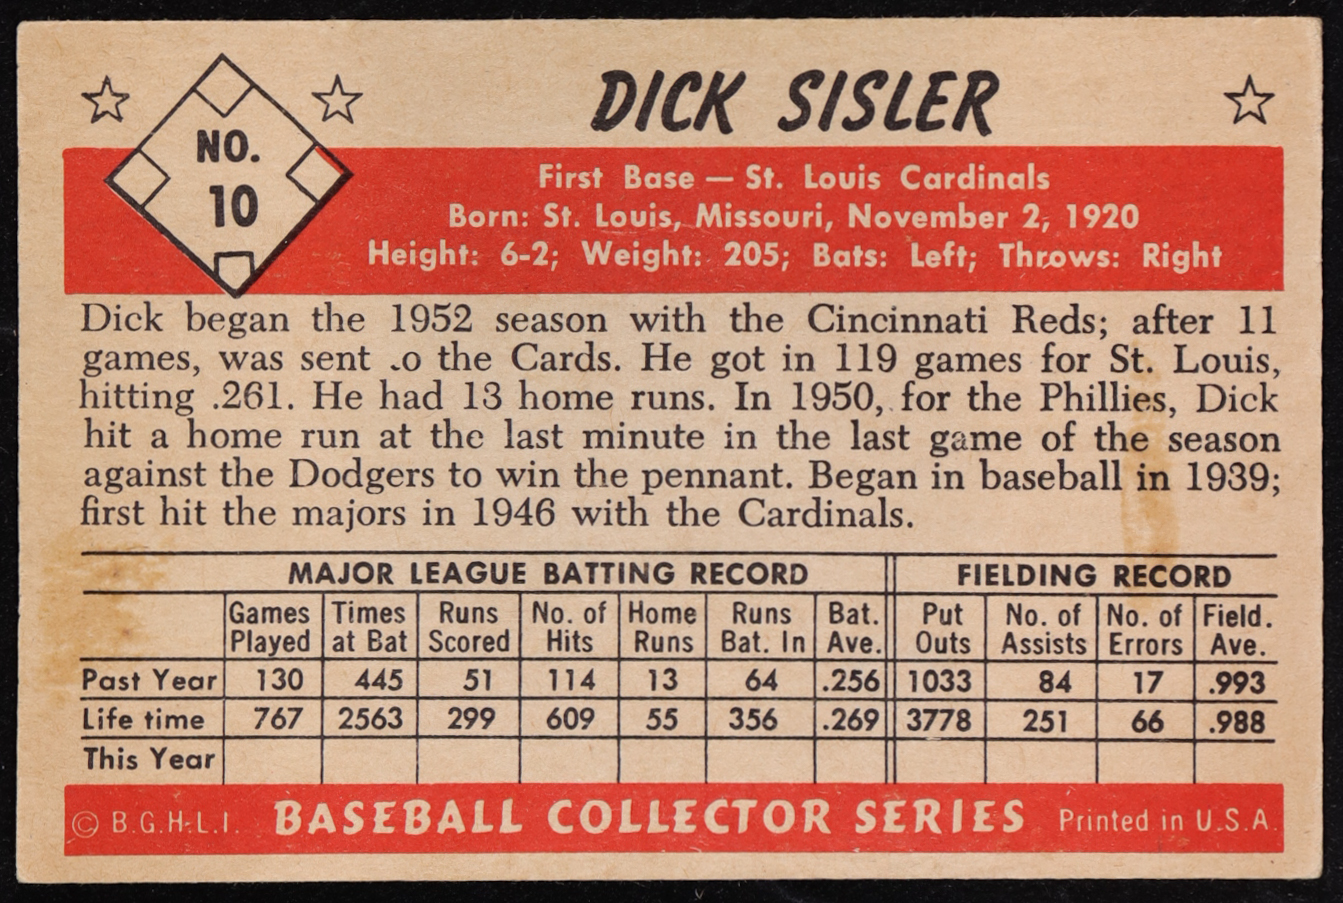 NO.
10
DICK SISLER
First Base — St. Louis Cardinals
Born: St. Louis, Missouri, November 2, 1920
Height: 6-2; Weight: 205; Bats: Left; Throws: Right
Dick began the 1952 season with the Cincinnati Reds; after 11
games, was sent .o the Cards. He got in 119 games for St. Louis,
hitting .261. He had 13 home runs. In 1950, for the Phillies, Dick
hit a home run at the last minute in the last game of the season
against the Dodgers to win the pennant. Began in baseball in 1939;
first hit the majors in 1946 with the Cardinals.
MAJOR LEAGUE BATTING RECORD FIELDING RECORD
Games Played Times at Bat Runs Scored No. of Hits Home Runs Runs Bat. In Bat. Ave. Put Outs No. of Assists No. of Errors Field. Ave.
Past Year 130 445 51 114 13 64 .256 1033 84 17 .993
Life time 767 2563 299 609 55 356 .269 3778 251 66 .988
This Year
© B.G.H.L.I. BASEBALL COLLECTOR SERIES Printed in U.S.A.